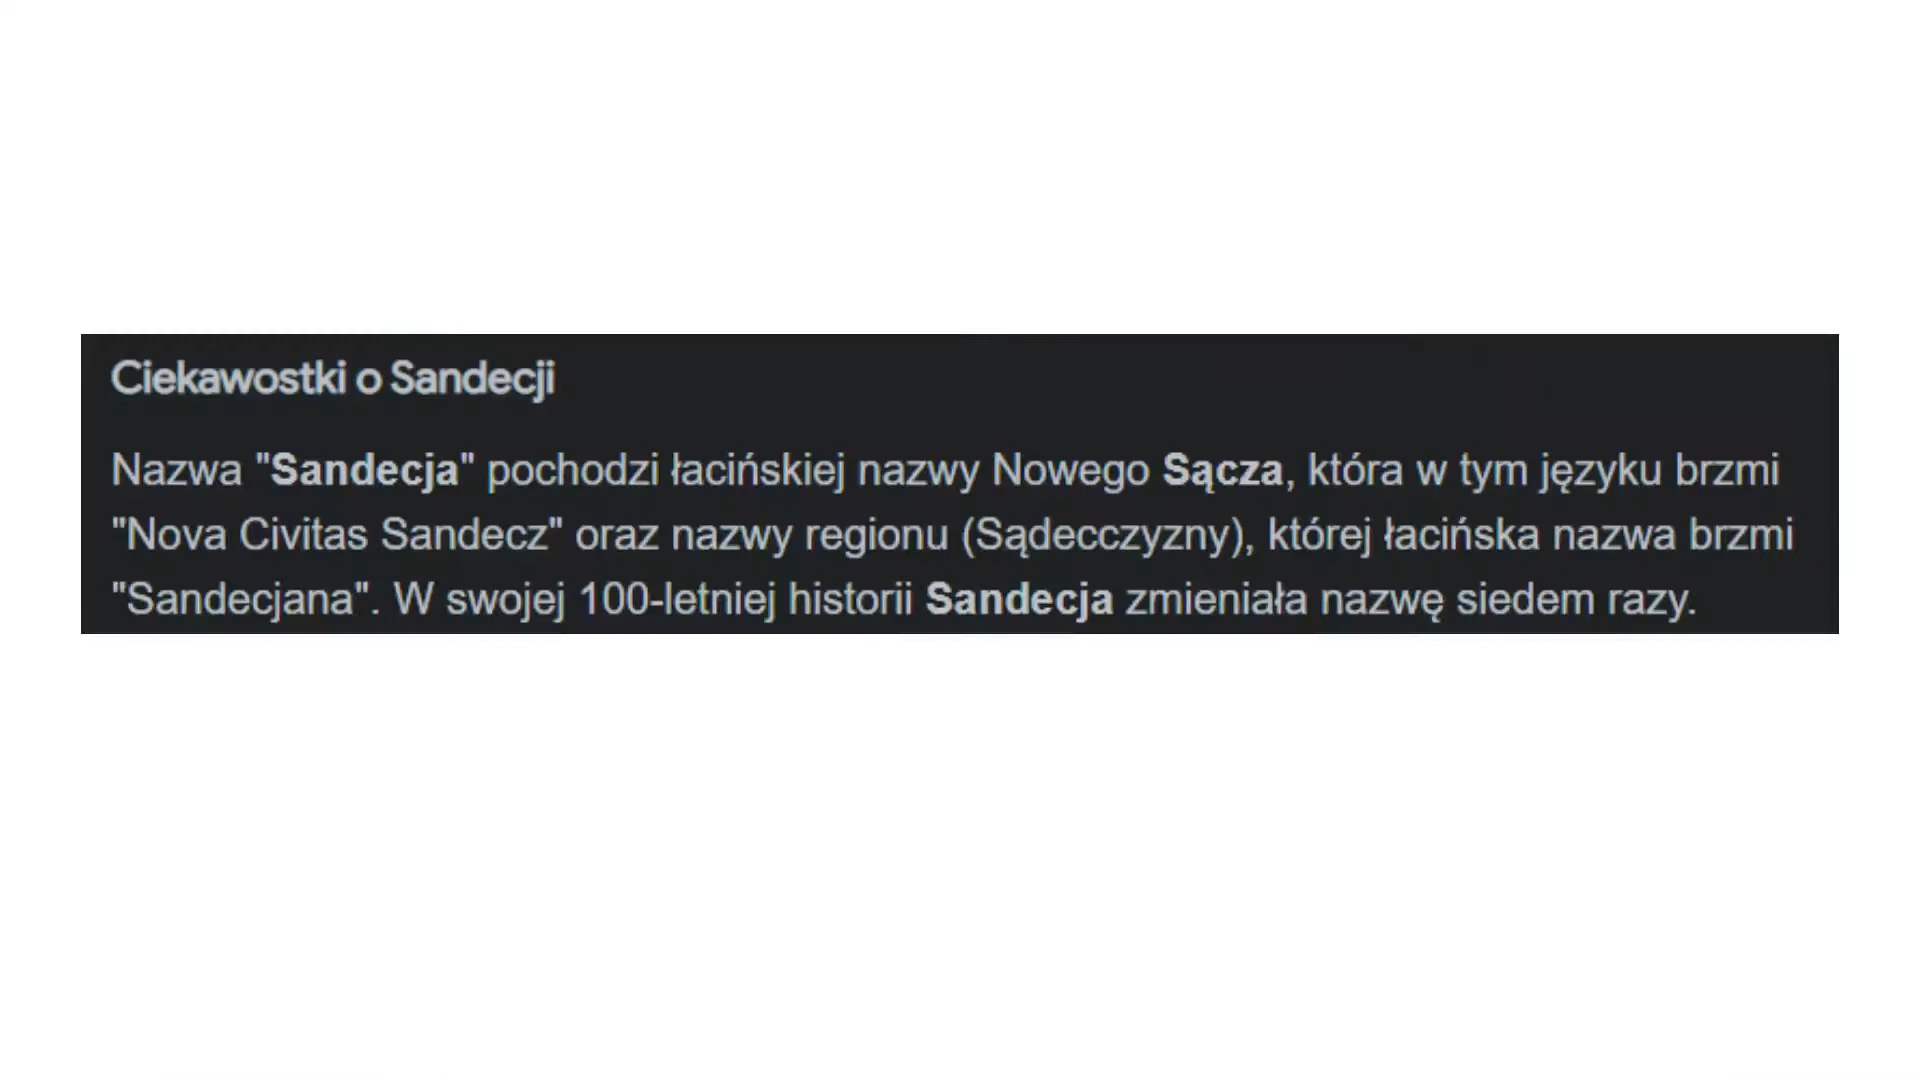 Ciekawostki o Sandecji
Nazwa "Sandecja" pochodzi łacińskiej nazwy Nowego Sącza, która w tym języku brzmi
"Nova Civitas Sandecz" oraz nazwy regionu (Sądecczyzny), której łacińska nazwa brzmi
"Sandecjana". W swojej 100-letniej historii Sandecja zmieniała nazwę siedem razy.